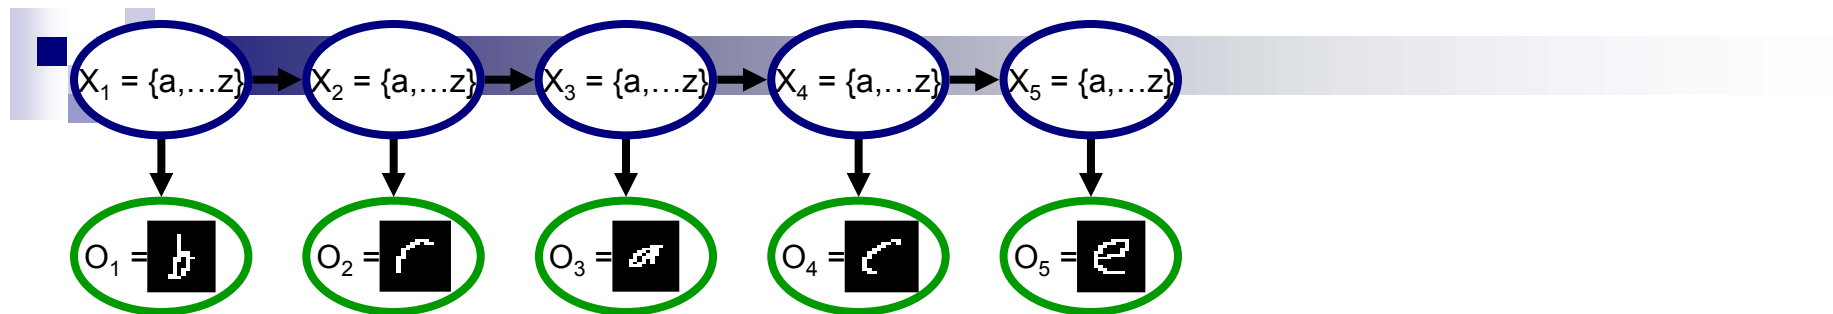 X₁ = {a,…z} X₂ = {a,…z} X₃ = {a,…z} X₄ = {a,…z} X₅ = {a,…z}
O₁ = b O₂ = r O₃ = a O₄ = c O₅ = e